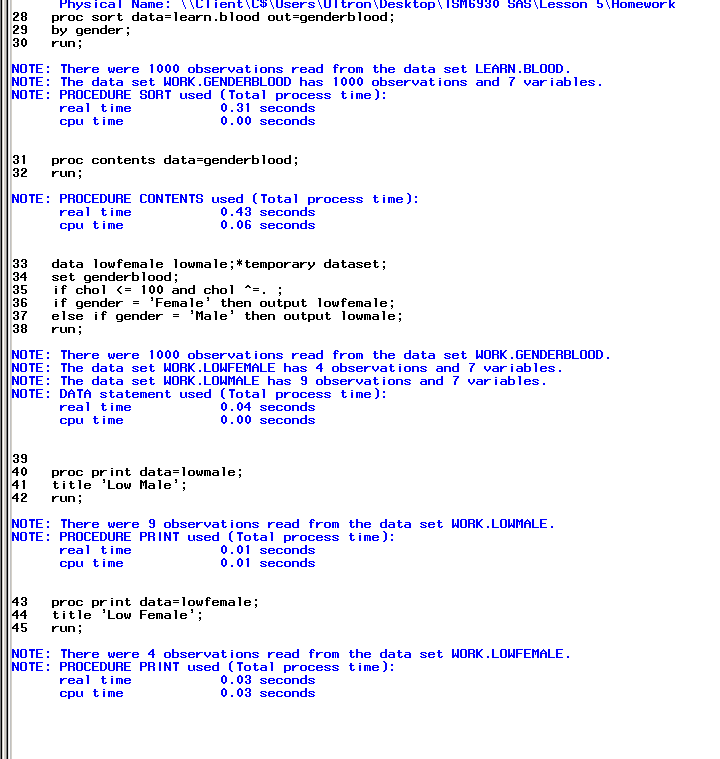 Physical Name: \\Client\C$\Users\Ultron\Desktop\ISM6930 SAS\Lesson 5\Homework
28   proc sort data=learn.blood out=genderblood;
29   by gender;
30   run;
NOTE: There were 1000 observations read from the data set LEARN.BLOOD.
NOTE: The data set WORK.GENDERBLOOD has 1000 observations and 7 variables.
NOTE: PROCEDURE SORT used (Total process time):
      real time           0.31 seconds
      cpu time            0.00 seconds
31   proc contents data=genderblood;
32   run;
NOTE: PROCEDURE CONTENTS used (Total process time):
      real time           0.43 seconds
      cpu time            0.06 seconds
33   data lowfemale lowmale;*temporary dataset;
34   set genderblood;
35   if chol <= 100 and chol ^=. ;
36   if gender = 'Female' then output lowfemale;
37   else if gender = 'Male' then output lowmale;
38   run;
NOTE: There were 1000 observations read from the data set WORK.GENDERBLOOD.
NOTE: The data set WORK.LOWFEMALE has 4 observations and 7 variables.
NOTE: The data set WORK.LOWMALE has 9 observations and 7 variables.
NOTE: DATA statement used (Total process time):
      real time           0.04 seconds
      cpu time            0.00 seconds
39
40   proc print data=lowmale;
41   title 'Low Male';
42   run;
NOTE: There were 9 observations read from the data set WORK.LOWMALE.
NOTE: PROCEDURE PRINT used (Total process time):
      real time           0.01 seconds
      cpu time            0.01 seconds
43   proc print data=lowfemale;
44   title 'Low Female';
45   run;
NOTE: There were 4 observations read from the data set WORK.LOWFEMALE.
NOTE: PROCEDURE PRINT used (Total process time):
      real time           0.03 seconds
      cpu time            0.03 seconds